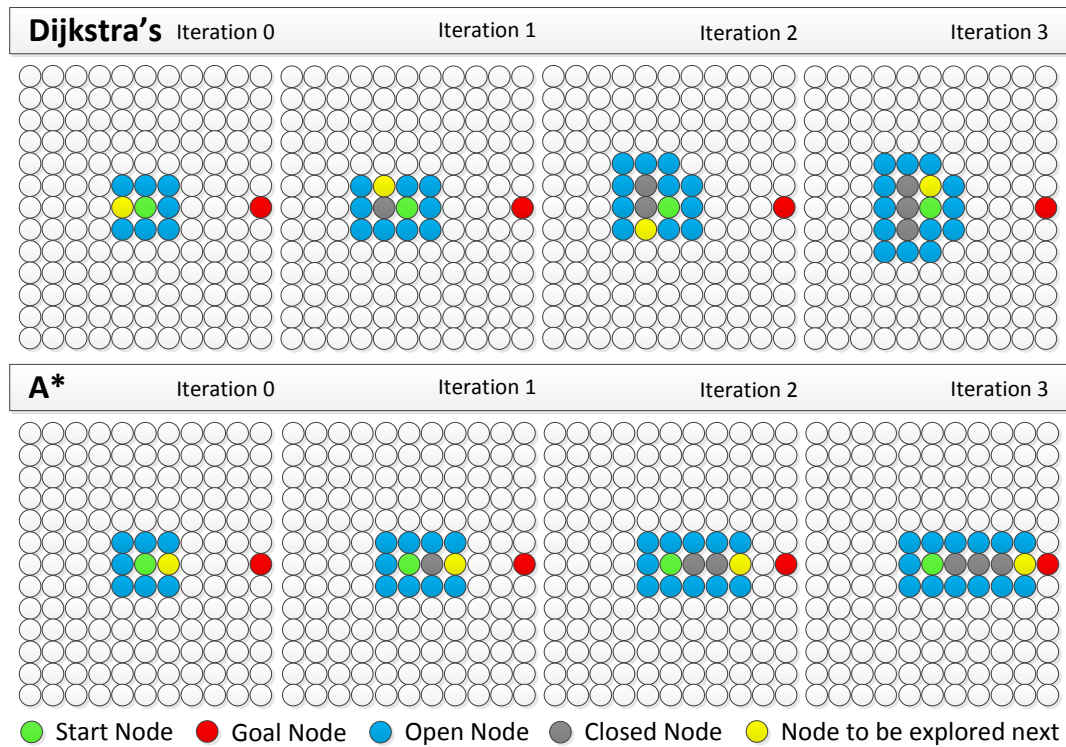 Dijkstra's Iteration 0 Iteration 1 Iteration 2 Iteration 3
A* Iteration 0 Iteration 1 Iteration 2 Iteration 3
Start Node Goal Node Open Node Closed Node Node to be explored next